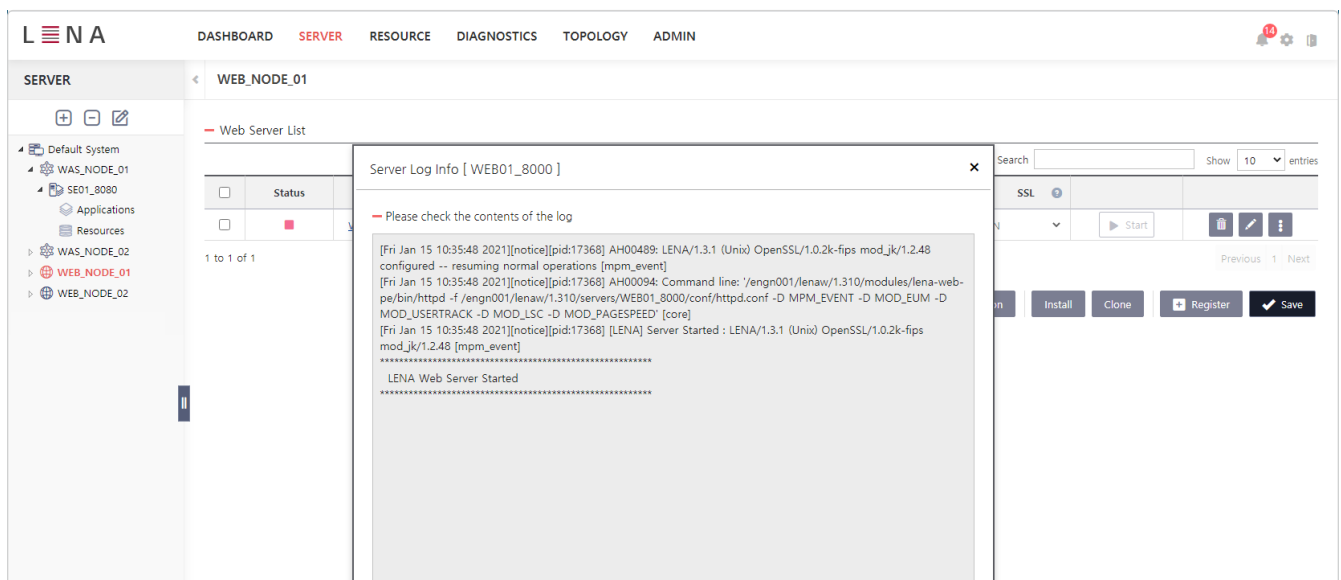 LENA
DASHBOARD SERVER RESOURCE DIAGNOSTICS TOPOLOGY ADMIN
14
SERVER
WEB_NODE_01
Default System
WAS_NODE_01
SE01_8080
Applications
Resources
WAS_NODE_02
WEB_NODE_01
WEB_NODE_02
Web Server List
Search
Show 10 entries
Status
SSL
Start
1 to 1 of 1
Previous 1 Next
Install
Clone
Register
Save
Server Log Info [ WEB01_8000 ]
Please check the contents of the log
[Fri Jan 15 10:35:48 2021][notice][pid:17368] AH00489: LENA/1.3.1 (Unix) OpenSSL/1.0.2k-fips mod_jk/1.2.48
configured -- resuming normal operations [mpm_event]
[Fri Jan 15 10:35:48 2021][notice][pid:17368] AH00094: Command line: '/engn001/lenaw/1.310/modules/lena-web-
pe/bin/httpd -f /engn001/lenaw/1.310/servers/WEB01_8000/conf/httpd.conf -D MPM_EVENT -D MOD_EUM -D
MOD_USERTRACK -D MOD_LSC -D MOD_PAGESPEED' [core]
[Fri Jan 15 10:35:48 2021][notice][pid:17368] [LENA] Server Started : LENA/1.3.1 (Unix) OpenSSL/1.0.2k-fips
mod_jk/1.2.48 [mpm_event]
*********************************************************
LENA Web Server Started
*********************************************************